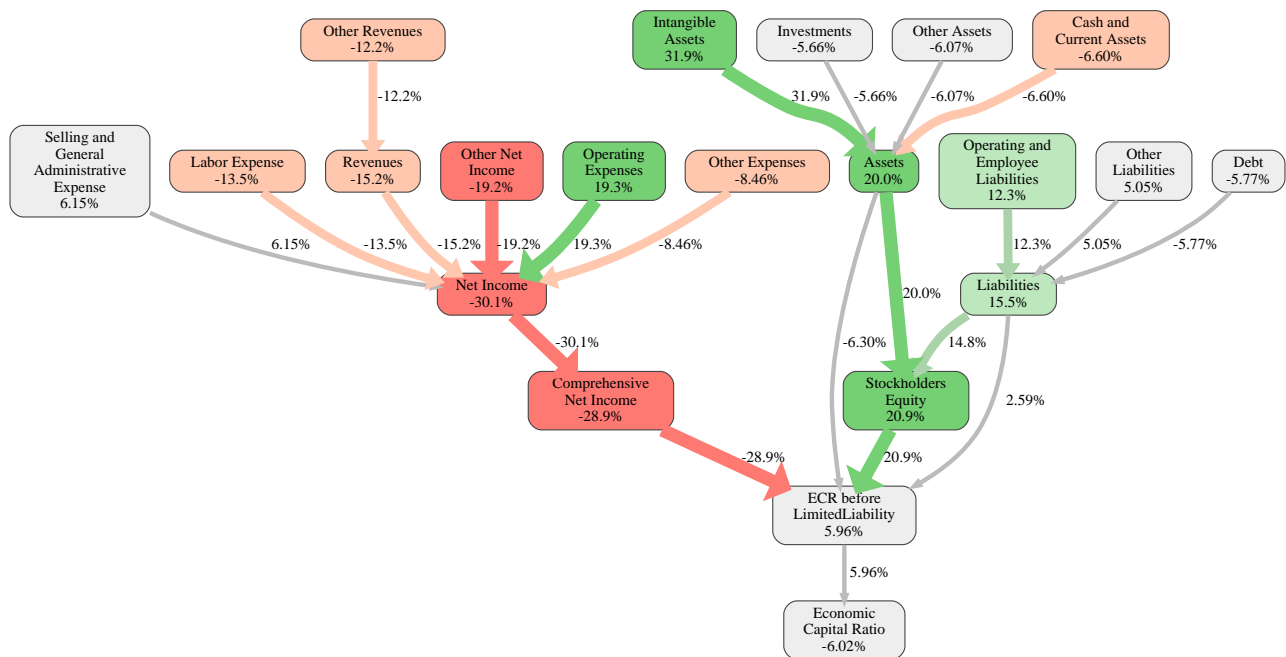 Other Revenues
-12.2%
Intangible
Assets
31.9%
Investments
-5.66%
Other Assets
-6.07%
Cash and
Current Assets
-6.60%
-12.2%
31.9%
-5.66%
-6.07%
-6.60%
Selling and
General
Administrative
Expense
6.15%
Labor Expense
-13.5%
Revenues
-15.2%
Other Net
Income
-19.2%
Operating
Expenses
19.3%
Other Expenses
-8.46%
Assets
20.0%
Operating and
Employee
Liabilities
12.3%
Other
Liabilities
5.05%
Debt
-5.77%
6.15%
-13.5%
-15.2%
-19.2%
19.3%
-8.46%
12.3%
5.05%
-5.77%
Net Income
-30.1%
20.0%
Liabilities
15.5%
-30.1%
-6.30%
14.8%
Comprehensive
Net Income
-28.9%
Stockholders
Equity
20.9%
2.59%
-28.9%
20.9%
ECR before
LimitedLiability
5.96%
5.96%
Economic
Capital Ratio
-6.02%